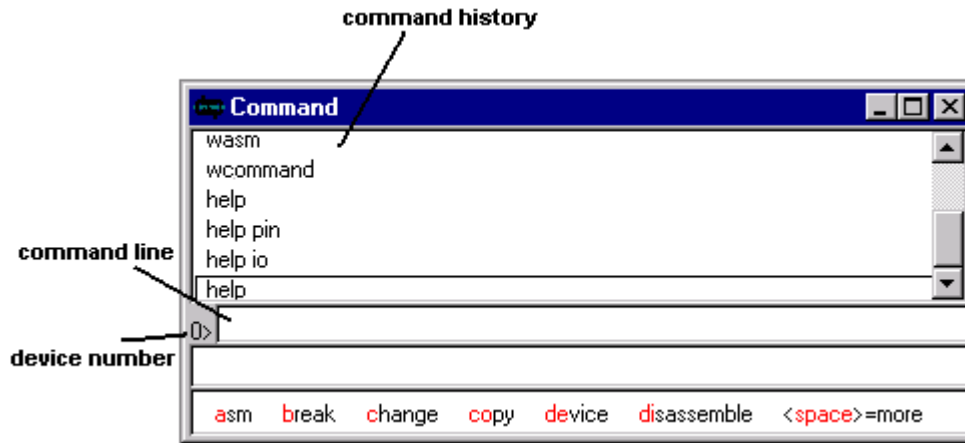 command history
Command
wasm
wcommand
help
help pin
help io
command line
help
0>
device number
asm break change copy device disassemble <space>=more